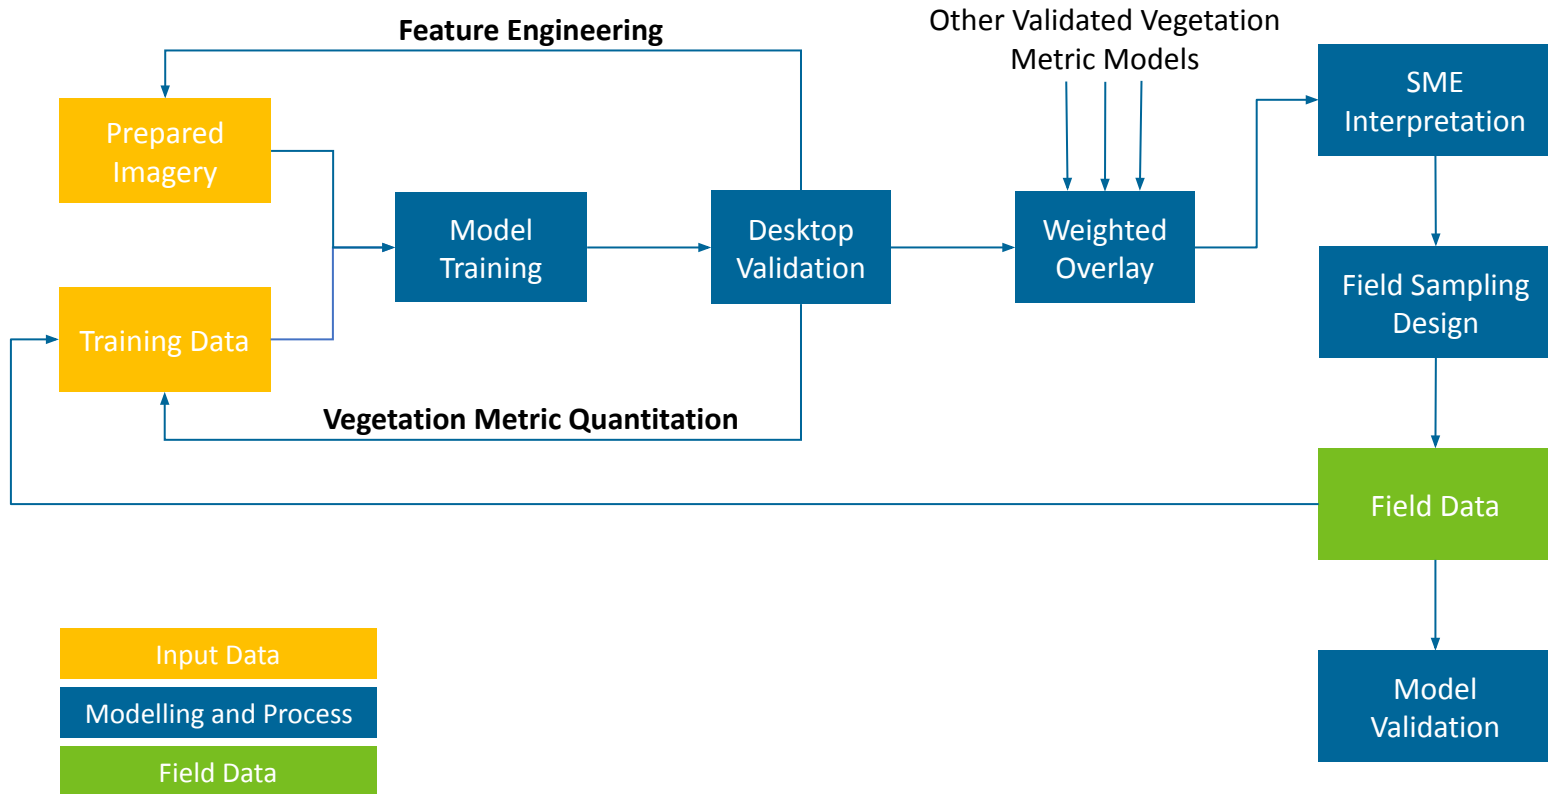 Feature Engineering
Other Validated Vegetation
Metric Models
Prepared
Imagery
Model
Training
Desktop
Validation
Weighted
Overlay
SME
Interpretation
Training Data
Field Sampling
Design
Vegetation Metric Quantitation
Field Data
Model
Validation
Input Data
Modelling and Process
Field Data